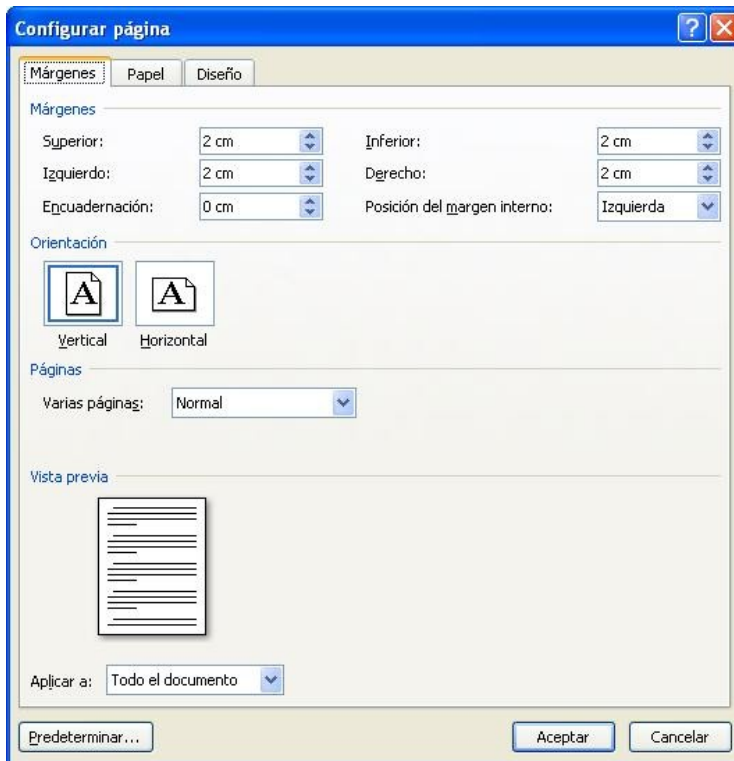 Configurar página
Márgenes Papel Diseño
Márgenes
Superior: 2 cm Inferior: 2 cm
Izquierdo: 2 cm Derecho: 2 cm
Encuadernación: 0 cm Posición del margen interno: Izquierda
Orientación
A A
Vertical Horizontal
Páginas
Varias páginas: Normal
Vista previa
Aplicar a: Todo el documento
Predeterminar... Aceptar Cancelar